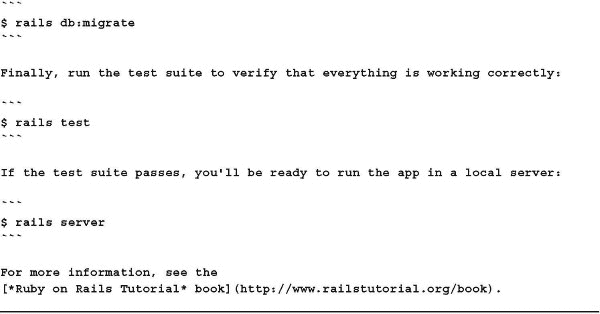 ```
$ rails db:migrate
```
Finally, run the test suite to verify that everything is working correctly:
```
$ rails test
```
If the test suite passes, you'll be ready to run the app in a local server:
```
$ rails server
```
For more information, see the
[*Ruby on Rails Tutorial* book](http://www.railstutorial.org/book).